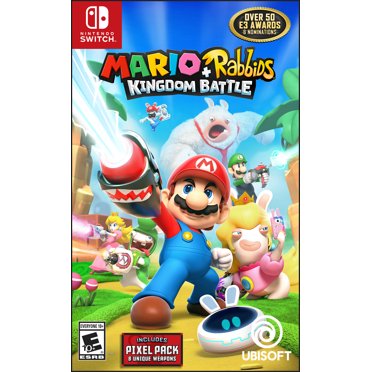 NINTENDO
SWITCH
OVER 50
E3 AWARDS
& NOMINATIONS
MARIO + Rabbids
KINGDOM BATTLE
EVERYONE 10+
E
ESRB
INCLUDES
PIXEL PACK
8 UNIQUE WEAPONS
UBISOFT